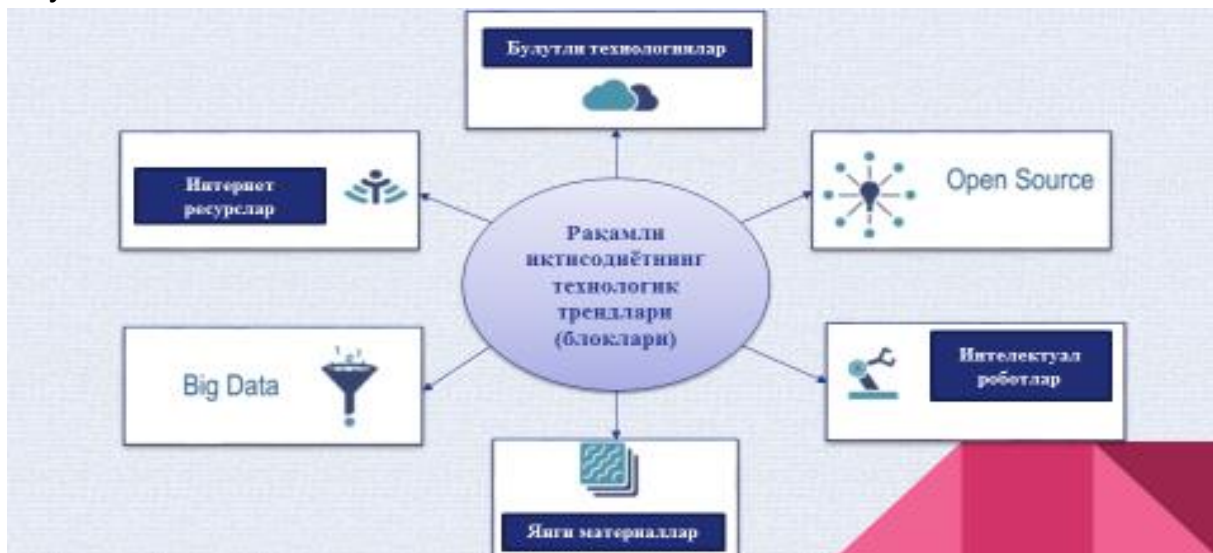 Булутли технологиялар
Интернет
ресурслар
Open Source
Рақамли
иқтисодиётнинг
технологик
трендлари
(блоклари)
Big Data
Интелектуал
роботлар
Янги материаллар